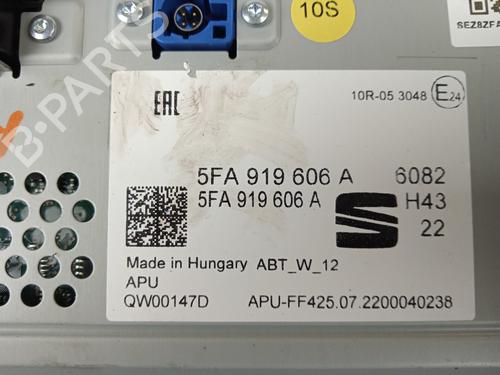 10S
SEZ8ZFA
EAC
10R-05 3048 E24
5FA 919 606 A 6082
5FA 919 606 A H43
22
Made in Hungary ABT_W_12
APU
QW00147D APU-FF425.07.2200040238
B-PARTS